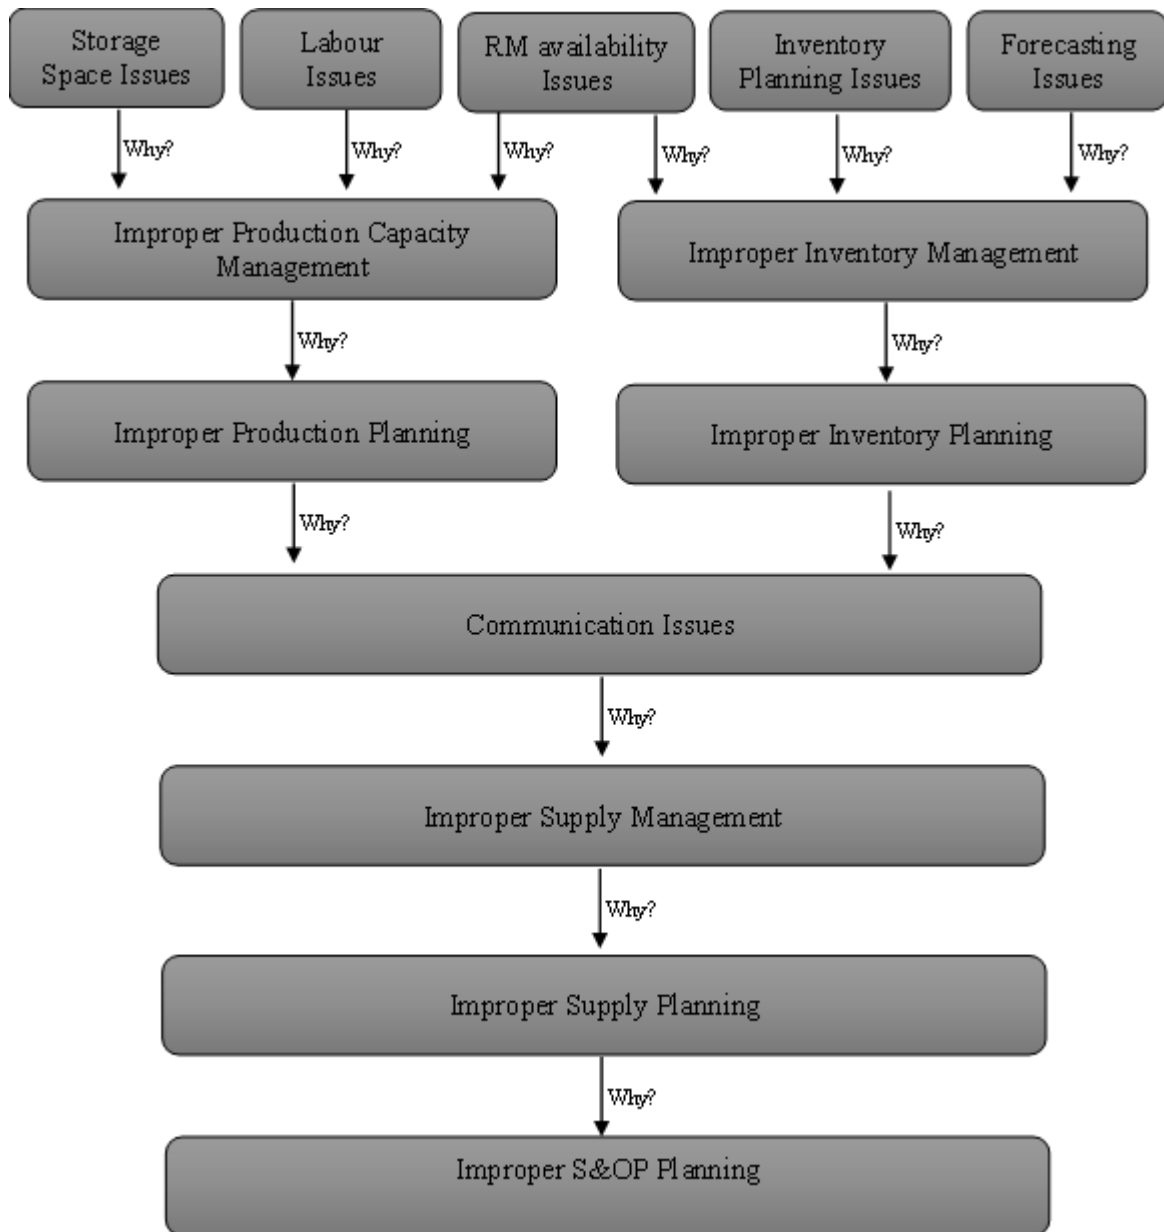 Storage
Space Issues
Labour
Issues
RM availability
Issues
Inventory
Planning Issues
Forecasting
Issues
Why?
Why?
Why?
Why?
Why?
Why?
Improper Production Capacity
Management
Improper Inventory Management
Why?
Why?
Improper Production Planning
Improper Inventory Planning
Why?
Why?
Communication Issues
Why?
Improper Supply Management
Why?
Improper Supply Planning
Why?
Improper S&OP Planning